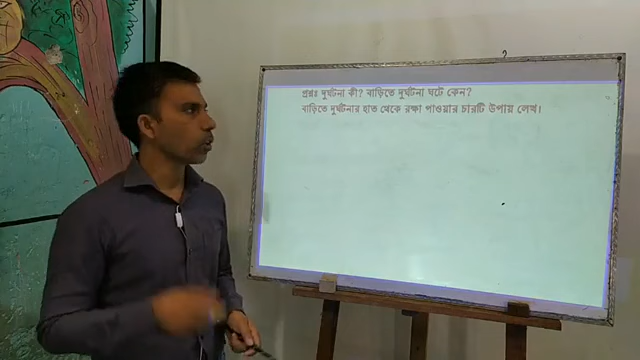 প্রশ্নঃ দুর্ঘটনা কী? বাড়িতে দুর্ঘটনা ঘটে কেন?
বাড়িতে দুর্ঘটনার হাত থেকে রক্ষা পাওয়ার চারটি উপায় লেখ।